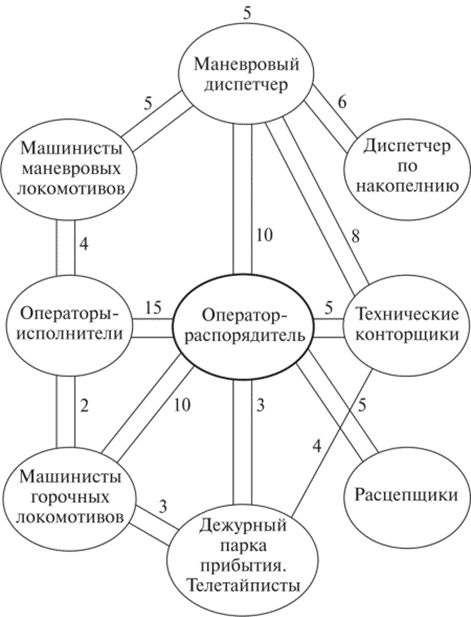 5
Маневровый
диспетчер
5
6
Машинисты
маневровых
локомотивов
Диспетчер
по
накопелнию
10
8
4
Операторы-
исполнители
15
Оператор-
распорядитель
5
Технические
конторщики
2
10
3
5
4
Машинисты
горочных
локомотивов
3
Расцепщики
Дежурный
парка
прибытия.
Телетайписты